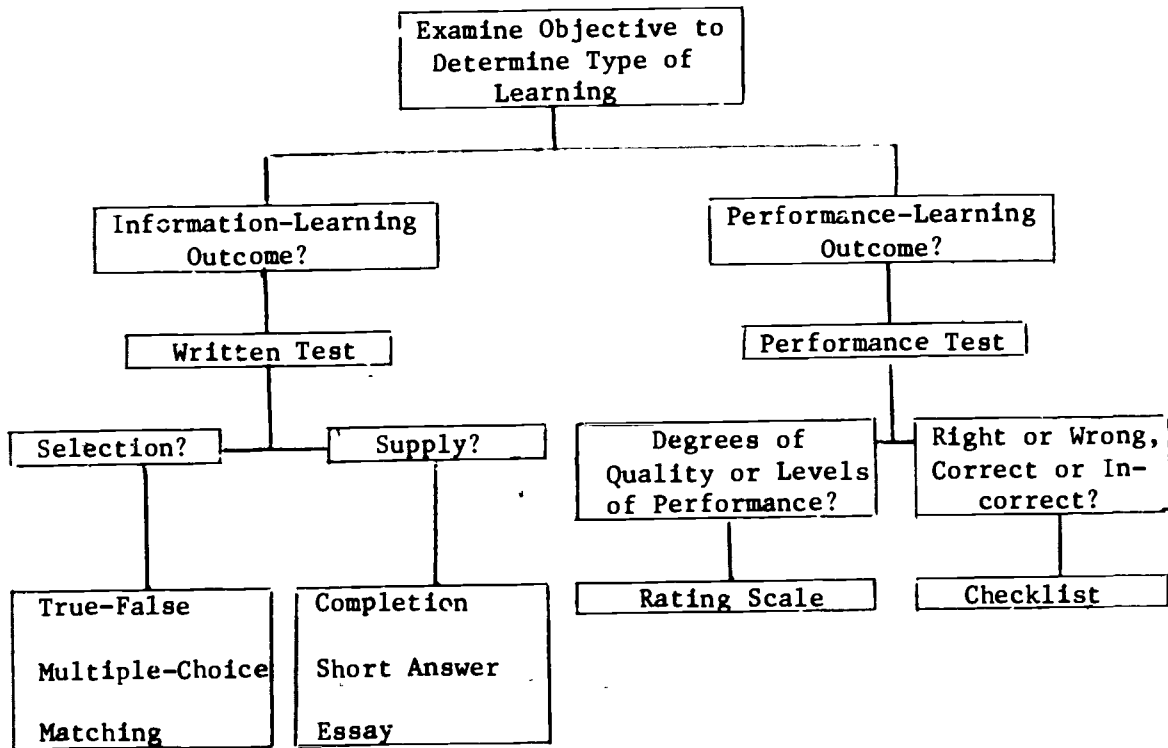 Examine Objective to
Determine Type of
Learning
Information-Learning
Outcome?
Performance-Learning
Outcome?
Written Test
Performance Test
Selection?
Supply?
Degrees of
Quality or Levels
of Performance?
Right or Wrong,
Correct or In-
correct?
True-False
Multiple-Choice
Matching
Completion
Short Answer
Essay
Rating Scale
Checklist